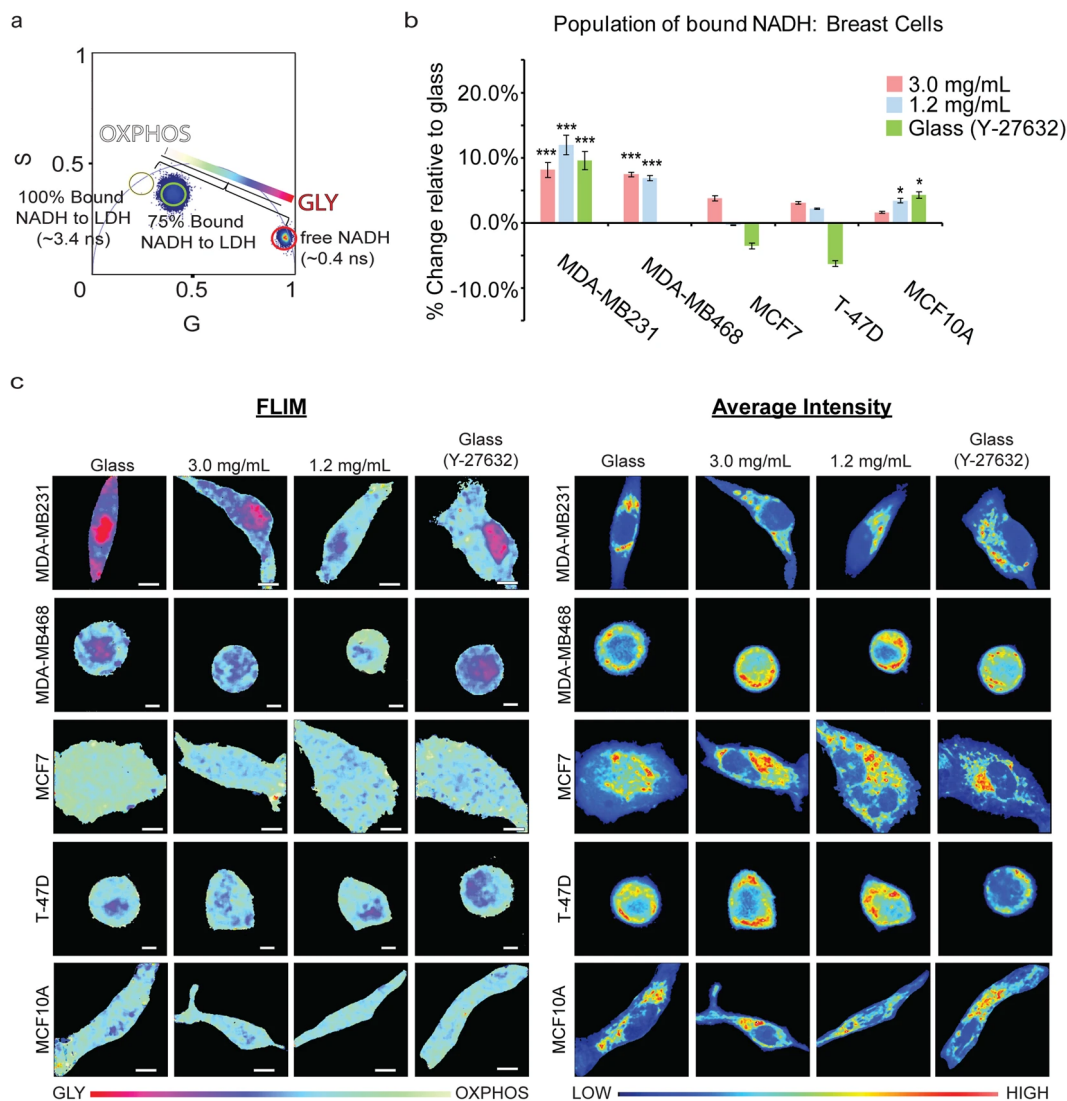 a
1
OXPHOS
S
0.5
GLY
100% Bound
NADH to LDH
(~3.4 ns)
75% Bound
NADH to LDH
free NADH
(~0.4 ns)
0
0.5
1
G
b
Population of bound NADH: Breast Cells
% Change relative to glass
20.0%
10.0%
0.0%
-10.0%
3.0 mg/mL
1.2 mg/mL
Glass (Y-27632)
***
***
***
***
***
*
*
MDA-MB231
MDA-MB468
MCF7
T-47D
MCF10A
c
FLIM
Glass
3.0 mg/mL
1.2 mg/mL
Glass
(Y-27632)
MDA-MB231
MDA-MB468
MCF7
T-47D
MCF10A
GLY
OXPHOS
Average Intensity
Glass
3.0 mg/mL
1.2 mg/mL
Glass
(Y-27632)
MDA-MB231
MDA-MB468
MCF7
T-47D
MCF10A
LOW
HIGH